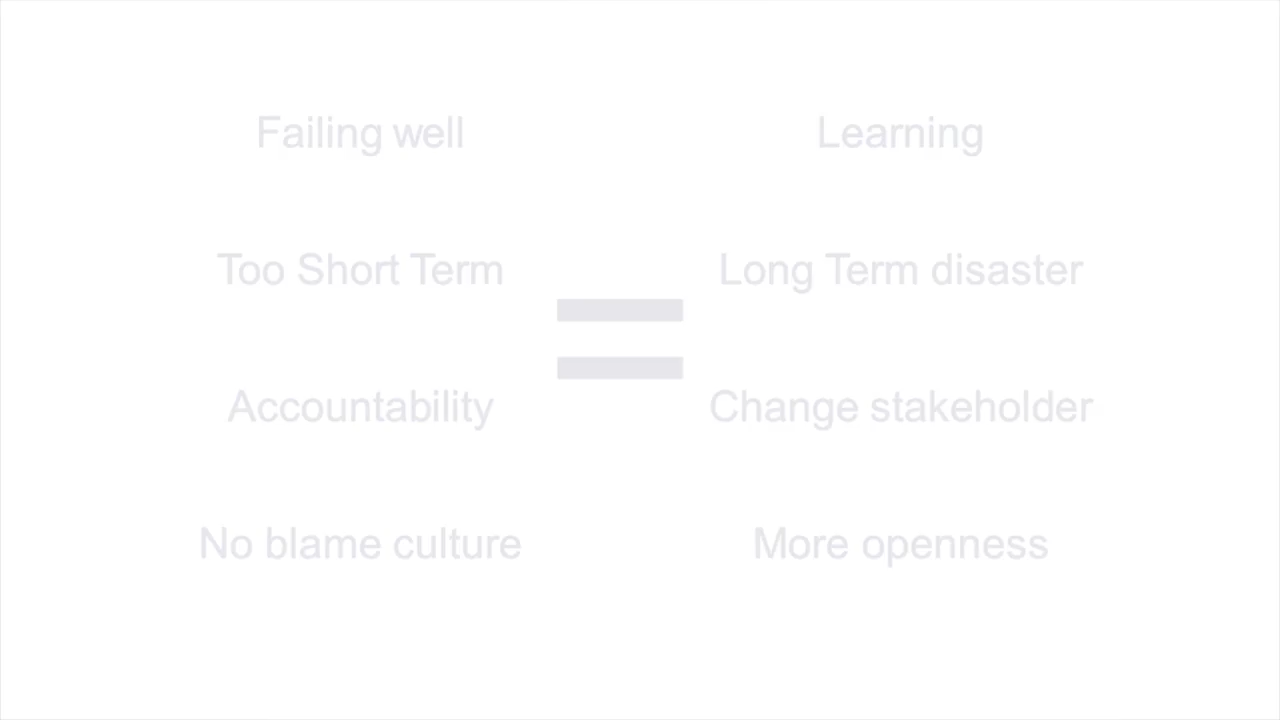 Failing well
Learning
Too Short Term
Long Term disaster
=
Accountability
Change stakeholder
No blame culture
More openness